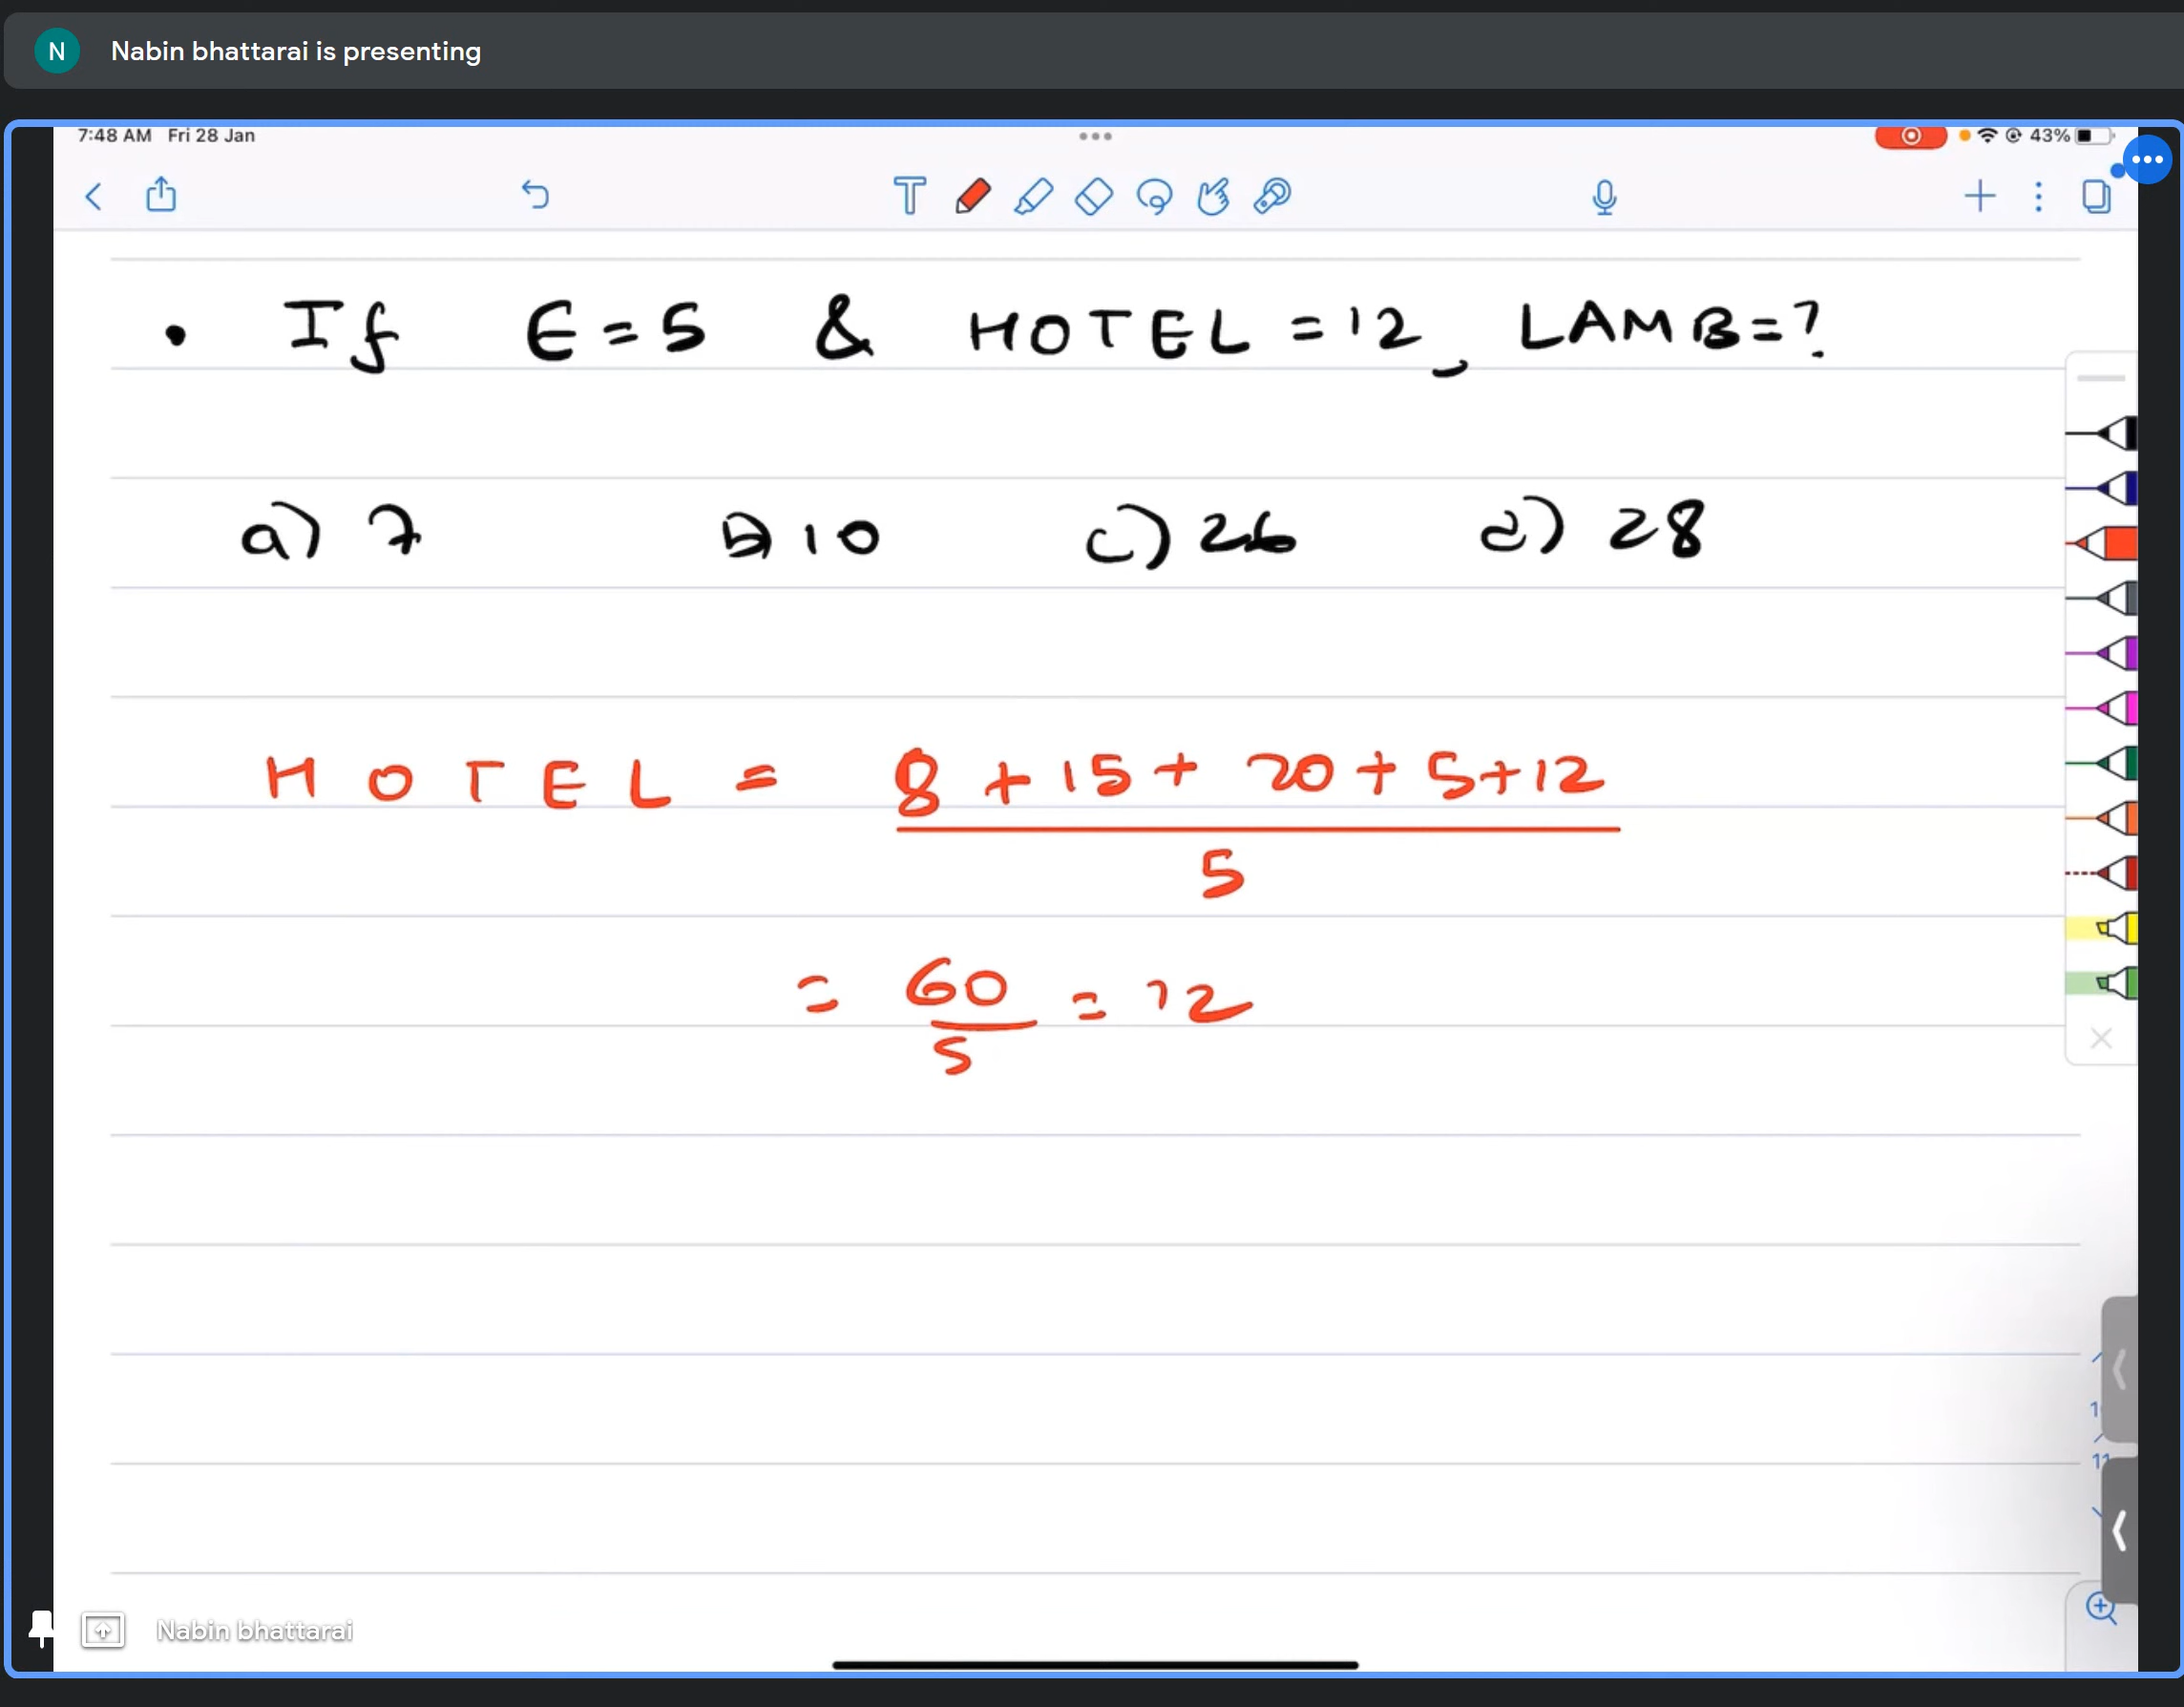 N Nabin bhattarai is presenting
7:48 AM Fri 28 Jan 43%
• If E=5 & HOTEL =12, LAMB=?
a) 7 b) 10 c) 26 d) 28
HOTEL = 8 + 15 + 20 + 5+12
5
= 60 = 12
5
11
Nabin bhattarai